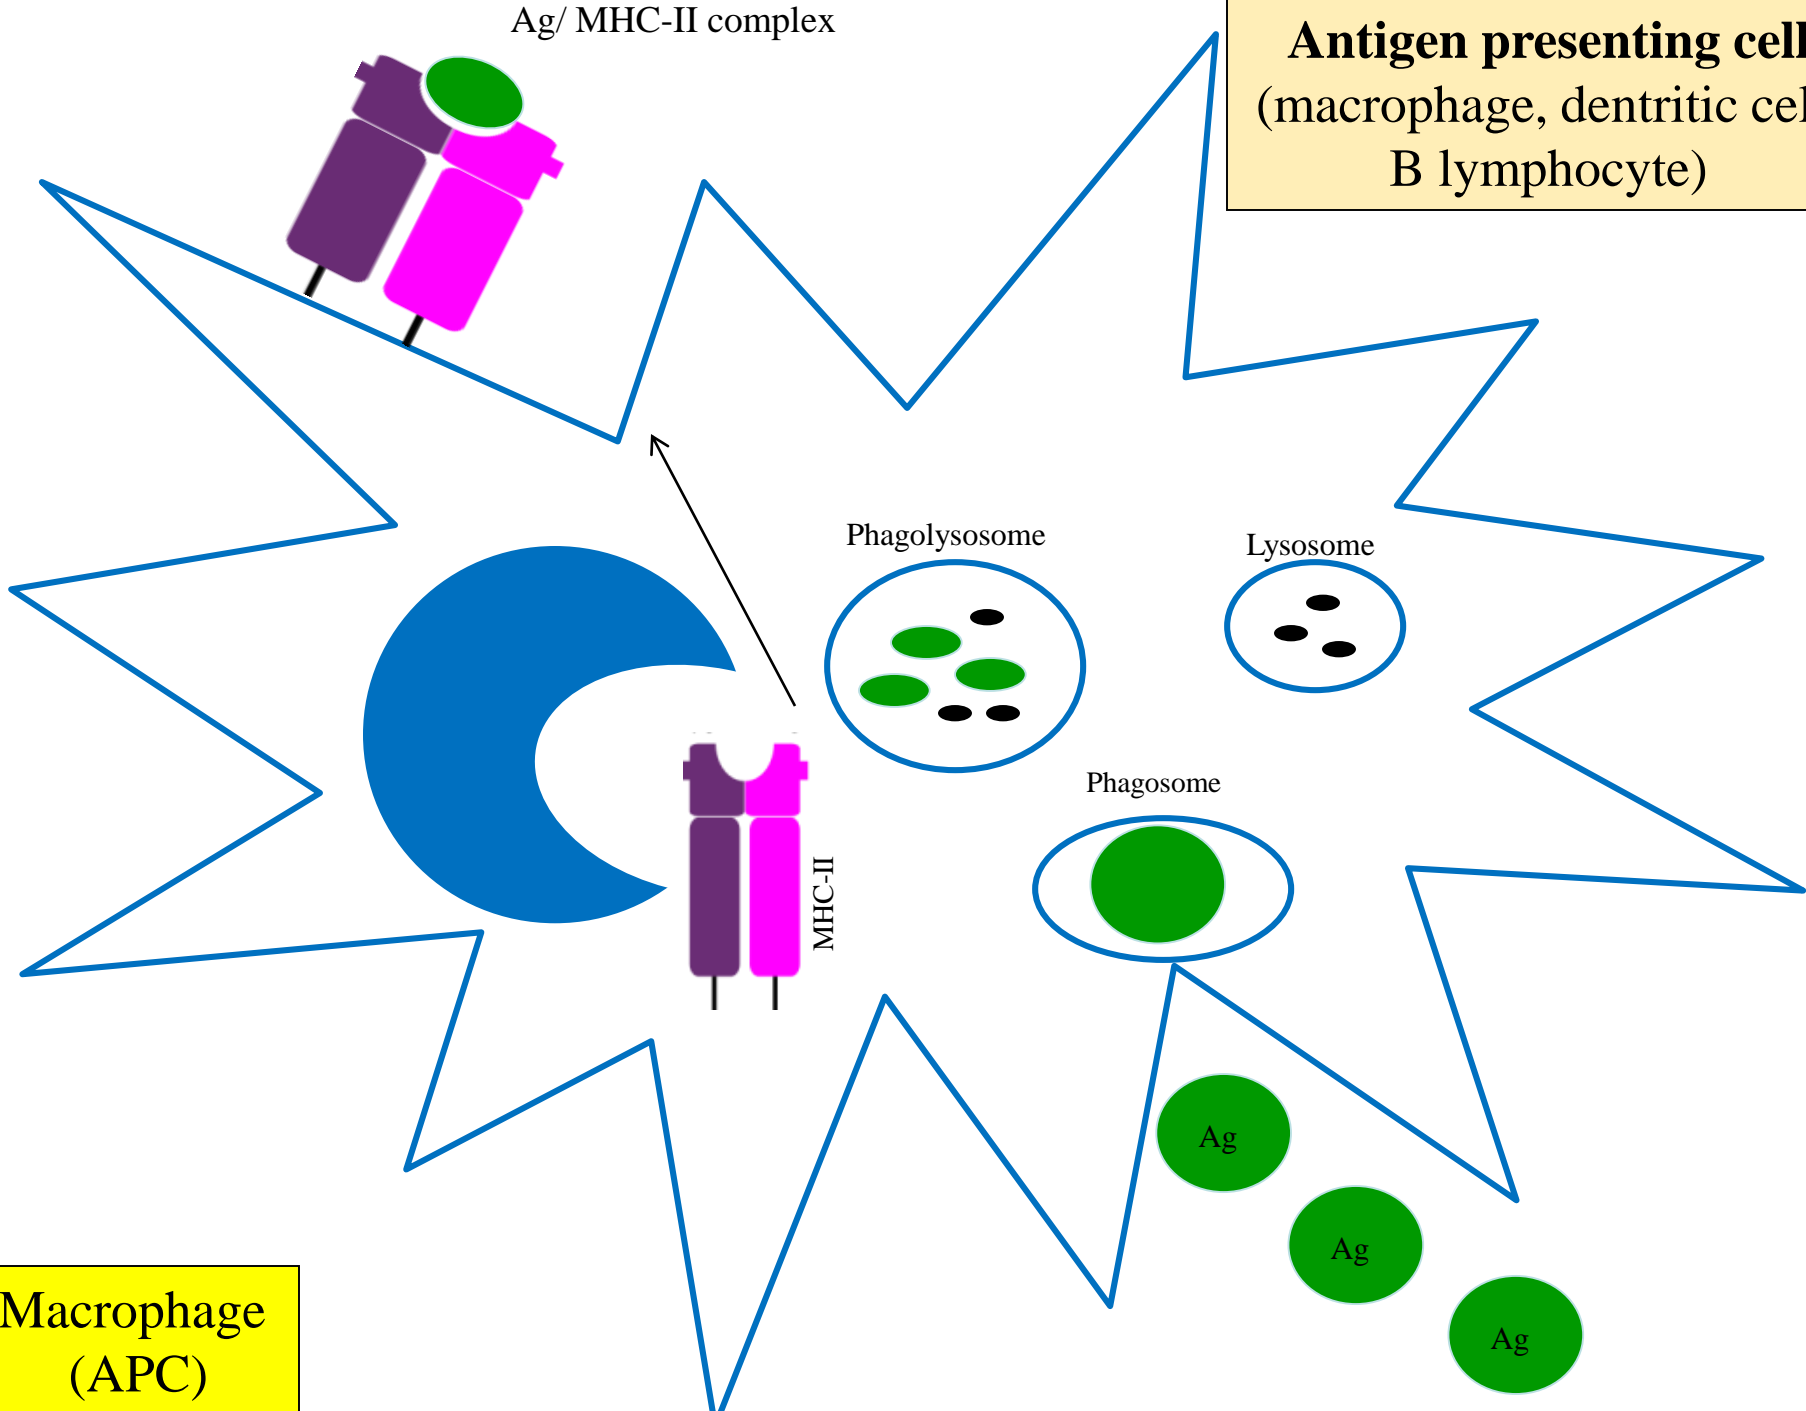 Ag/ MHC-II complex
Antigen presenting cell
(macrophage, dentritic cel
B lymphocyte)
Phagolysosome
Lysosome
Phagosome
MHC-II
Ag
Ag
Ag
Macrophage
(APC)